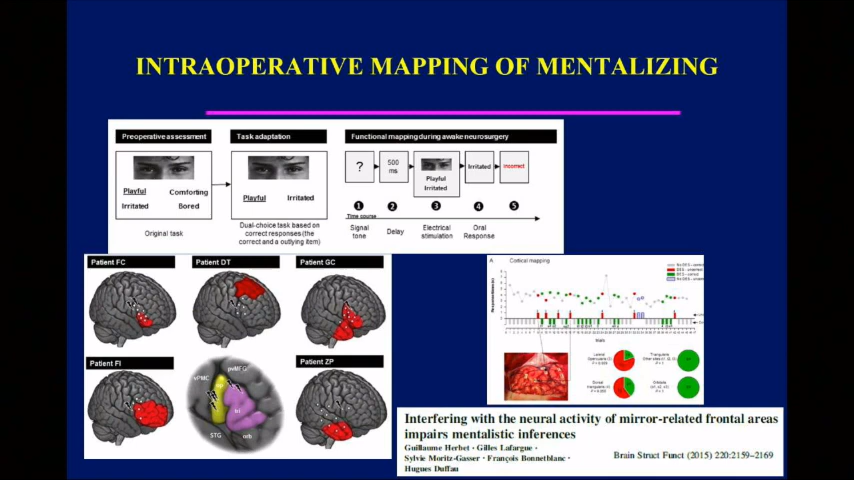 INTRAOPERATIVE MAPPING OF MENTALIZING
Preoperative assessment
Task adaptation
Functional mapping during awake neurosurgery
Playful
Comforting
Irritated
Bored
Original task
Playful
Irritated
Dual-choice task based on
correct responses (the
correct and a outlying item)
?
500
ms
Playful
Irritated
Irritated
Incorrect
1
2
3
4
5
Time course
Signal
tone
Delay
Electrical
stimulation
Oral
Response
Patient FC
Patient DT
Patient GC
Patient FI
Patient ZP
vPMC
pvMFG
tri
STG
orb
A
Cortical mapping
Interfering with the neural activity of mirror-related frontal areas
impairs mentalistic inferences
Guillaume Herbet · Gilles Lafargue ·
Sylvie Moritz-Gasser · François Bonnetblanc ·
Hugues Duffau
Brain Struct Funct (2015) 220:2159–2169